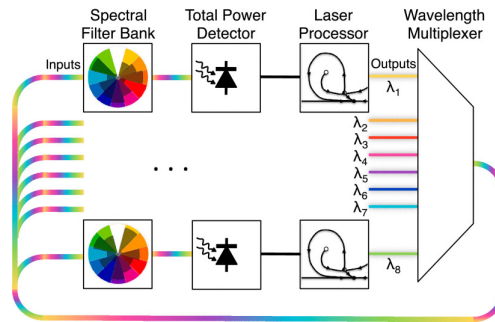 Spectral
Filter Bank
Total Power
Detector
Laser
Processor
Wavelength
Multiplexer
Inputs
Outputs
λ1
λ2
λ3
λ4
λ5
λ6
λ7
. . .
λ8